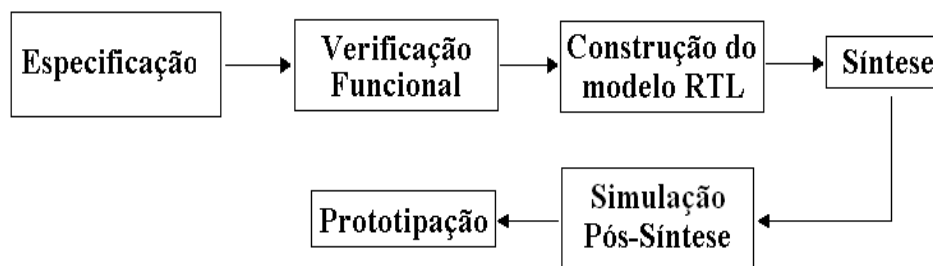 Especificação
Verificação
Funcional
Construção do
modelo RTL
Síntese
Simulação
Pós-Síntese
Prototipação